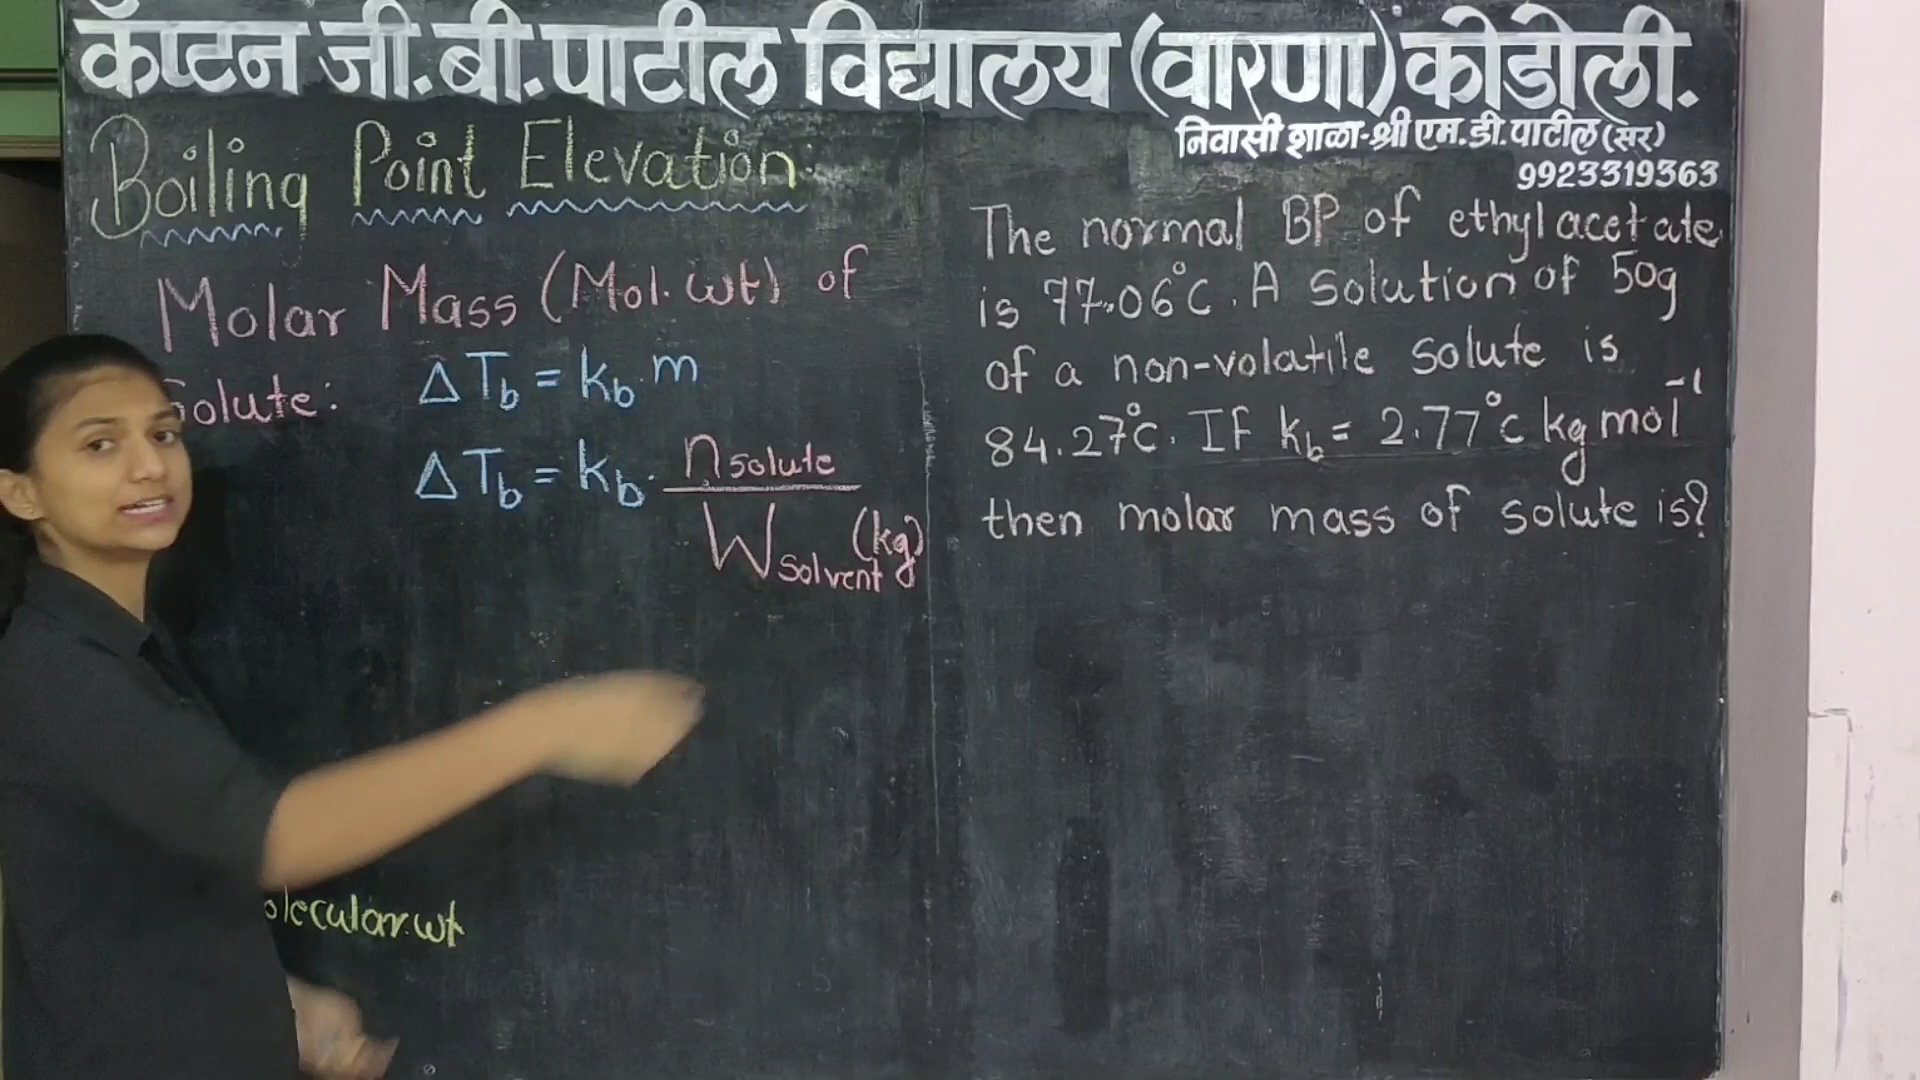 कॅप्टन जी.बी.पाटील विद्यालय (वारणा) कोडोली.
निवासी शाळा-श्री एम.डी.पाटील (सर)
9923319363
Boiling Point Elevation
Molar Mass (Mol. wt) of
Solute:
ΔTb = kb.m
ΔTb = kb. n solute
W solvent (kg)
olecular.wt
The normal BP of ethyl acetate
is 77.06°C. A solution of 50g
of a non-volatile solute is
84.27°C. If kb = 2.77°c kg mol⁻¹
then molar mass of solute is?